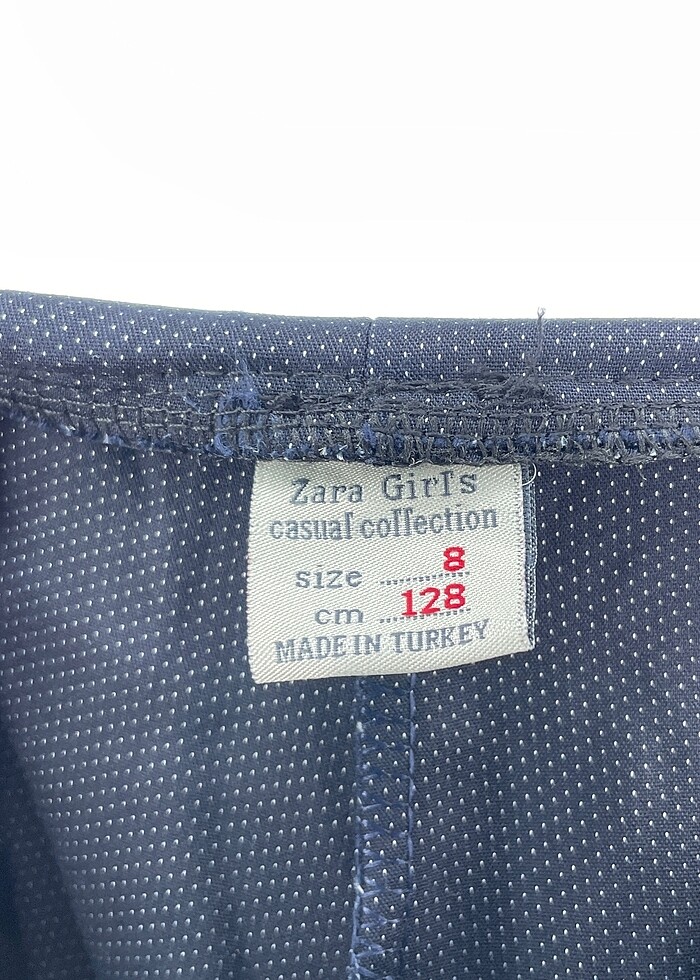 Zara Girl's
casual collection
size ........... 8
cm ........... 128
MADE IN TURKEY